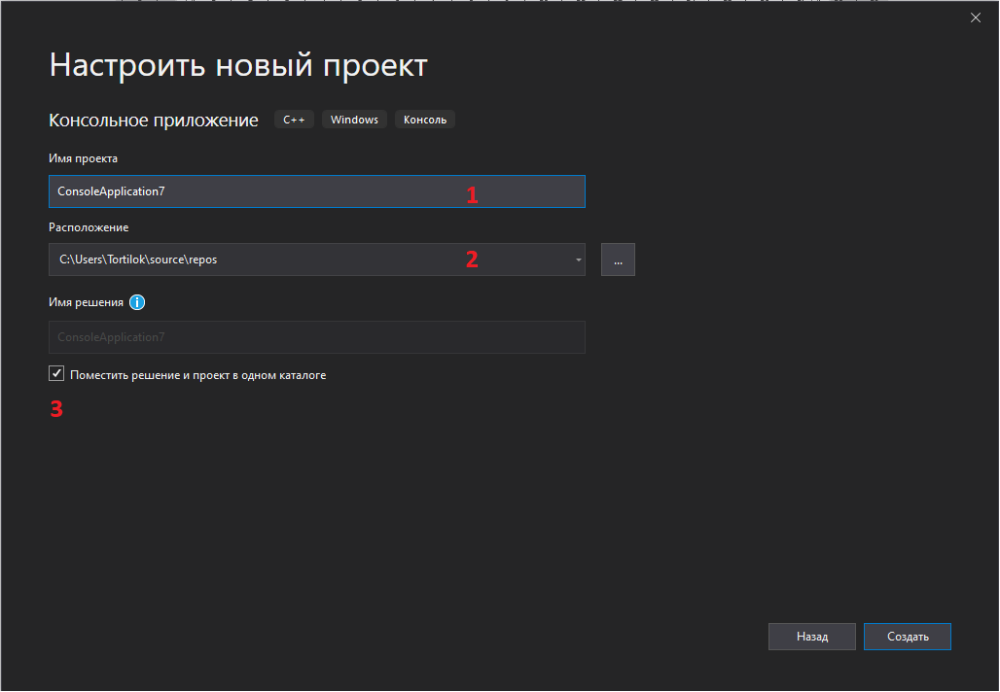 Настроить новый проект
Консольное приложение C++ Windows Консоль
Имя проекта
ConsoleApplication7 1
Расположение
C:\Users\Tortilok\source\repos 2 ...
Имя решения i
ConsoleApplication7
Поместить решение и проект в одном каталоге
3
Назад Создать